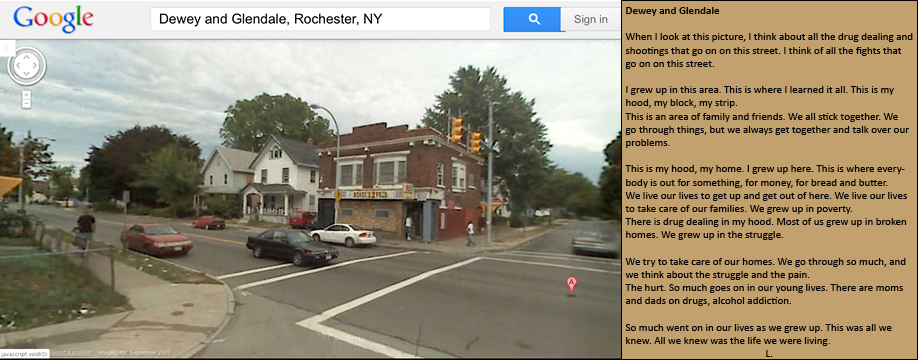 Google
Dewey and Glendale, Rochester, NY
Sign in
A
javascript void(0)
Report a problem
Image Date: September 2007
Dewey and Glendale
When I look at this picture, I think about all the drug dealing and
shootings that go on on this street. I think of all the fights that
go on on this street.
I grew up in this area. This is where I learned it all. This is my
hood, my block, my strip.
This is an area of family and friends. We all stick together. We
go through things, but we always get together and talk over our
problems.
This is my hood, my home. I grew up here. This is where every-
body is out for something, for money, for bread and butter.
We live our lives to get up and get out of here. We live our lives
to take care of our families. We grew up in poverty.
There is drug dealing in my hood. Most of us grew up in broken
homes. We grew up in the struggle.
We try to take care of our homes. We go through so much, and
we think about the struggle and the pain.
The hurt. So much goes on in our young lives. There are moms
and dads on drugs, alcohol addiction.
So much went on in our lives as we grew up. This was all we
knew. All we knew was the life we were living.
L.